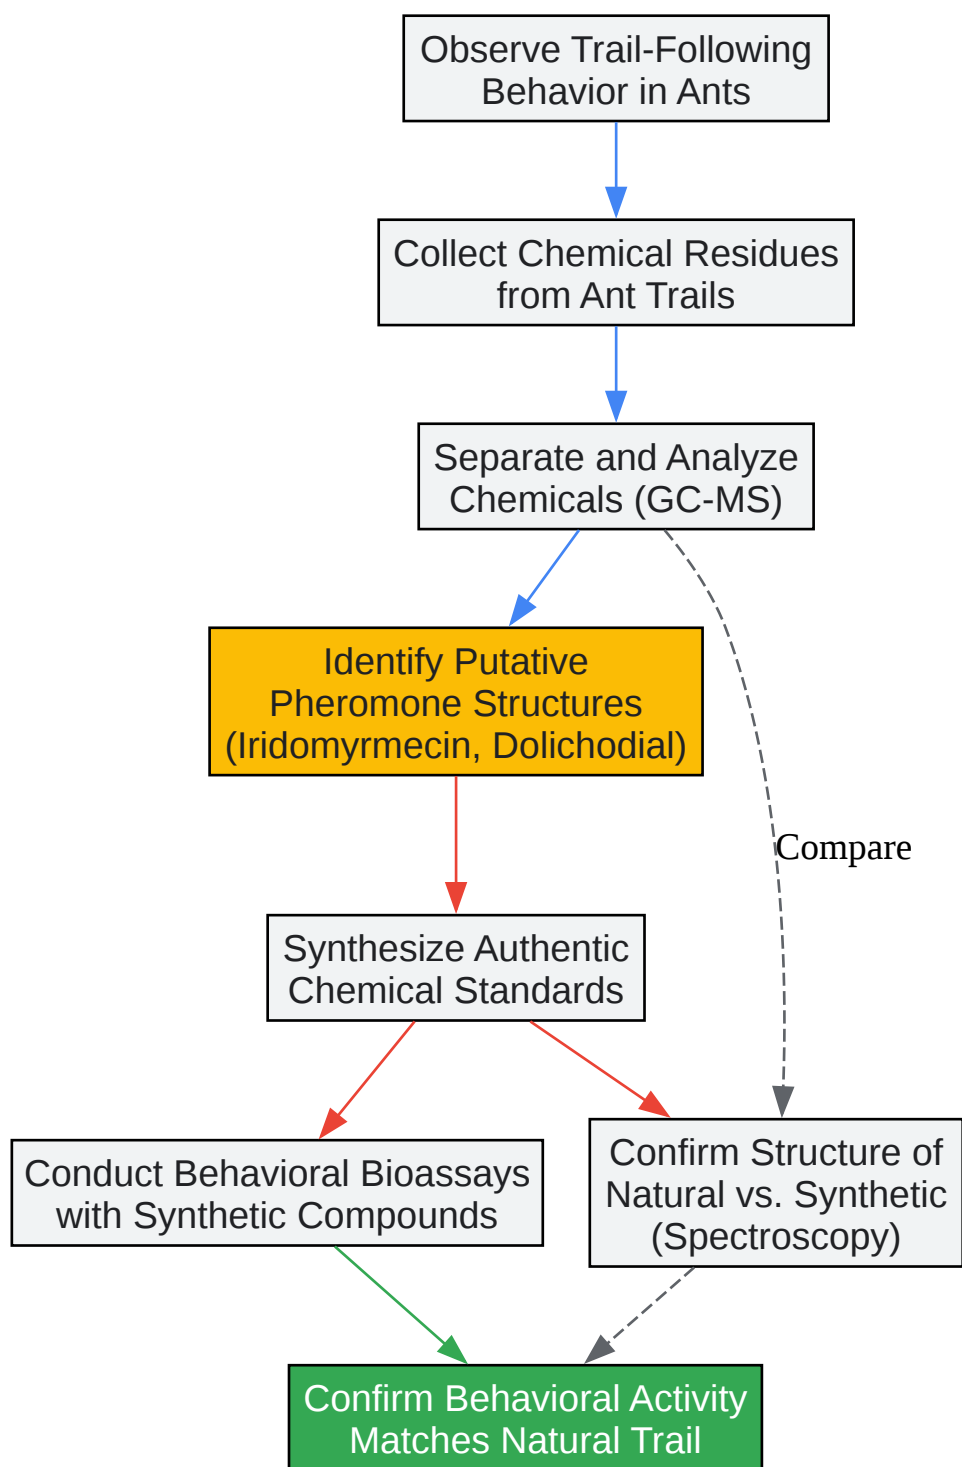 Observe Trail-Following
Behavior in Ants
Collect Chemical Residues
from Ant Trails
Separate and Analyze
Chemicals (GC-MS)
Identify Putative
Pheromone Structures
(Iridomyrmecin, Dolichodial)
Compare
Synthesize Authentic
Chemical Standards
Conduct Behavioral Bioassays
with Synthetic Compounds
Confirm Structure of
Natural vs. Synthetic
(Spectroscopy)
Confirm Behavioral Activity
Matches Natural Trail